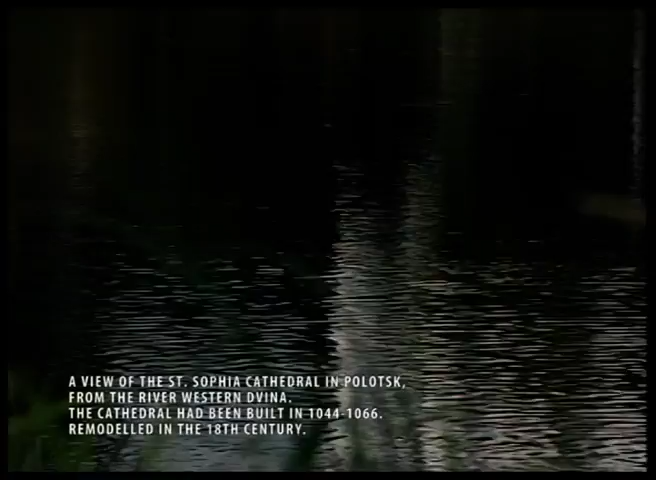 A VIEW OF THE ST. SOPHIA CATHEDRAL IN POLOTSK,
FROM THE RIVER WESTERN DVINA.
THE CATHEDRAL HAD BEEN BUILT IN 1044-1066.
REMODELLED IN THE 18TH CENTURY.